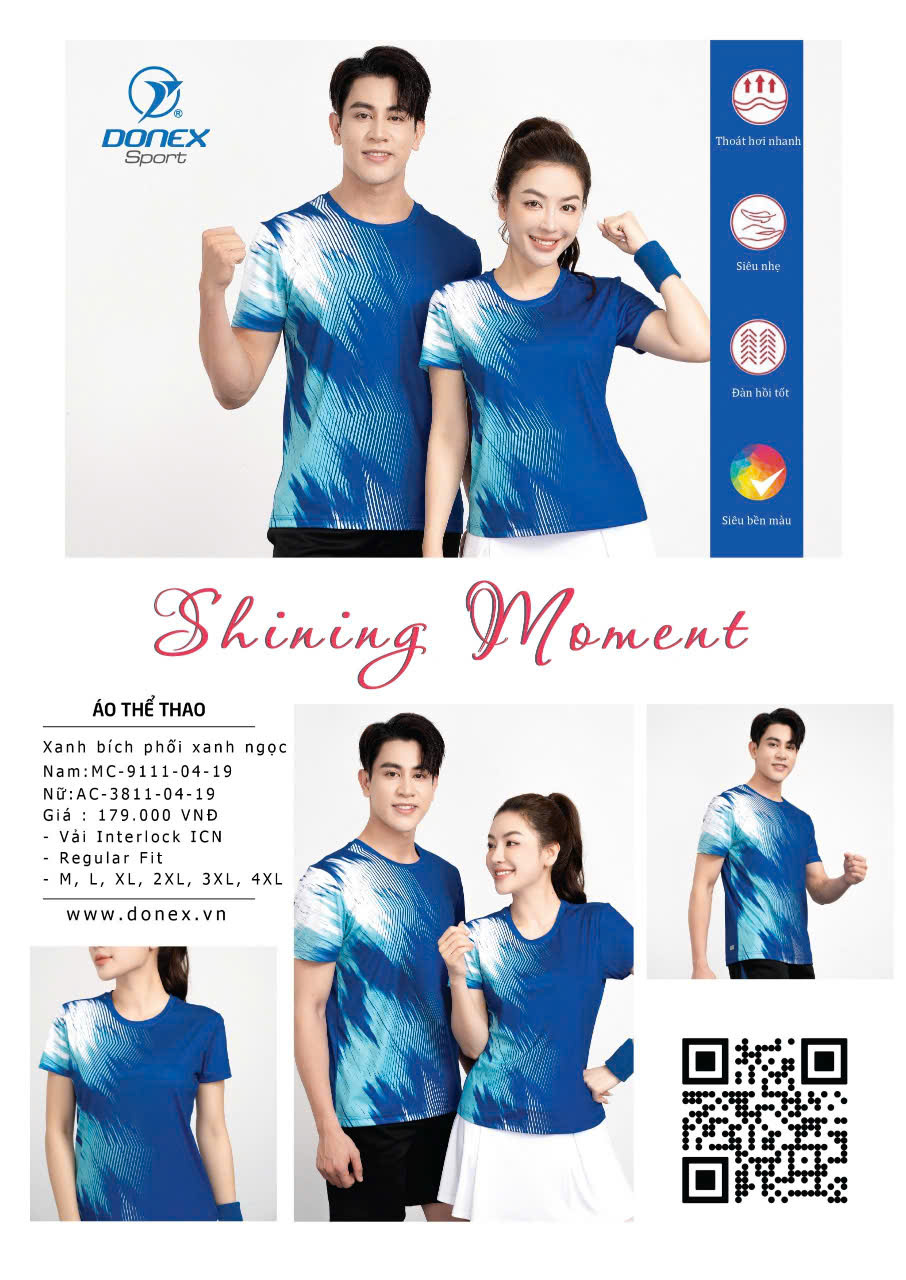 DONEX
Sport
Thoát hơi nhanh
Siêu nhẹ
Đàn hồi tốt
Siêu bền màu
Shining Moment
ÁO THỂ THAO
Xanh bích phối xanh ngọc
Nam:MC-9111-04-19
Nữ:AC-3811-04-19
Giá : 179.000 VNĐ
- Vải Interlock ICN
- Regular Fit
- M, L, XL, 2XL, 3XL, 4XL
www.donex.vn